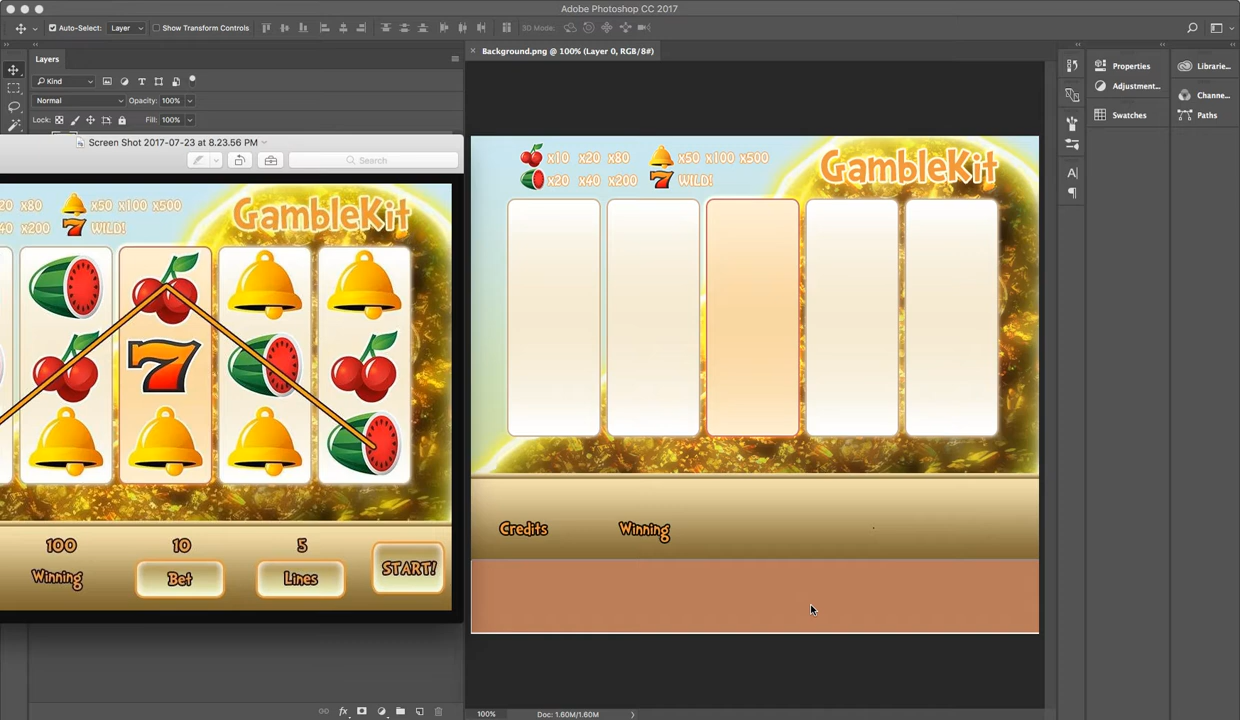 Adobe Photoshop CC 2017
Auto-Select: Layer Show Transform Controls 3D Mode:
Layers
Kind
Normal Opacity: 100%
Lock: Fill: 100%
Screen Shot 2017-07-23 at 8.23.56 PM
Search
20 x80 x50 x100 x500
40 x200 7 WILD!
GambleKit
7
100 10 5
Winning Bet Lines START!
× Background.png @ 100% (Layer 0, RGB/8#)
x10 x20 x80 x50 x100 x500
x20 x40 x200 7 WILD!
GambleKit
Credits Winning
fx
100% Doc: 1.60M/1.60M
Properties
Adjustment...
Swatches
Librarie...
Channe...
Paths
A